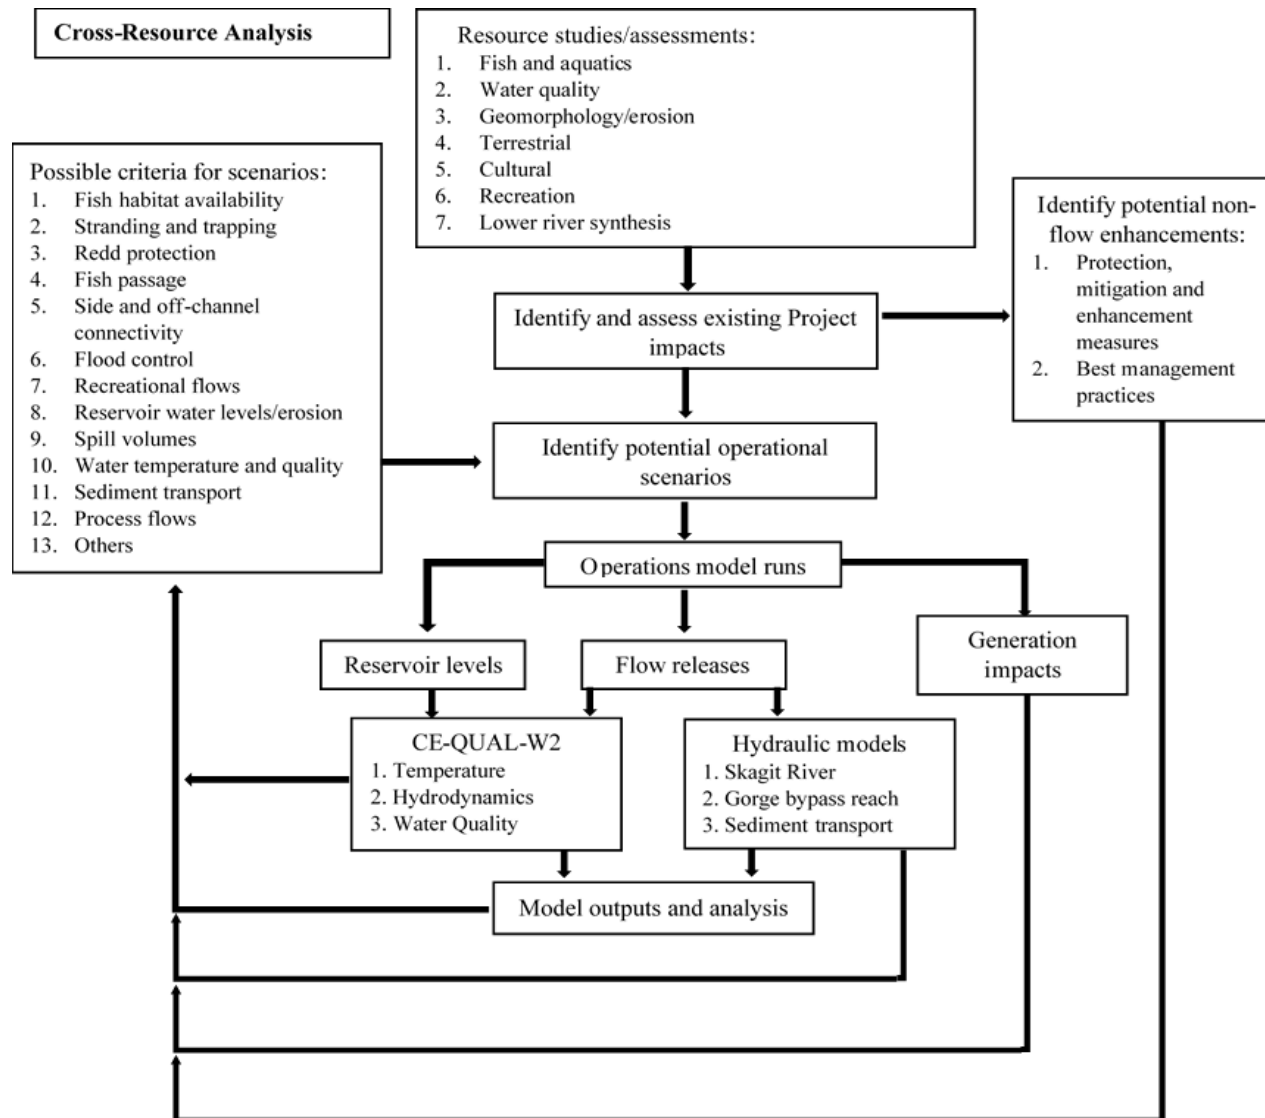 Cross-Resource Analysis
Resource studies/assessments:
1. Fish and aquatics
2. Water quality
3. Geomorphology/erosion
4. Terrestrial
5. Cultural
6. Recreation
7. Lower river synthesis
Possible criteria for scenarios:
1. Fish habitat availability
2. Stranding and trapping
3. Redd protection
4. Fish passage
5. Side and off-channel
connectivity
6. Flood control
7. Recreational flows
8. Reservoir water levels/erosion
9. Spill volumes
10. Water temperature and quality
11. Sediment transport
12. Process flows
13. Others
Identify potential non-
flow enhancements:
1. Protection,
mitigation and
enhancement
measures
2. Best management
practices
Identify and assess existing Project
impacts
Identify potential operational
scenarios
Operations model runs
Reservoir levels
Flow releases
Generation
impacts
CE-QUAL-W2
1. Temperature
2. Hydrodynamics
3. Water Quality
Hydraulic models
1. Skagit River
2. Gorge bypass reach
3. Sediment transport
Model outputs and analysis